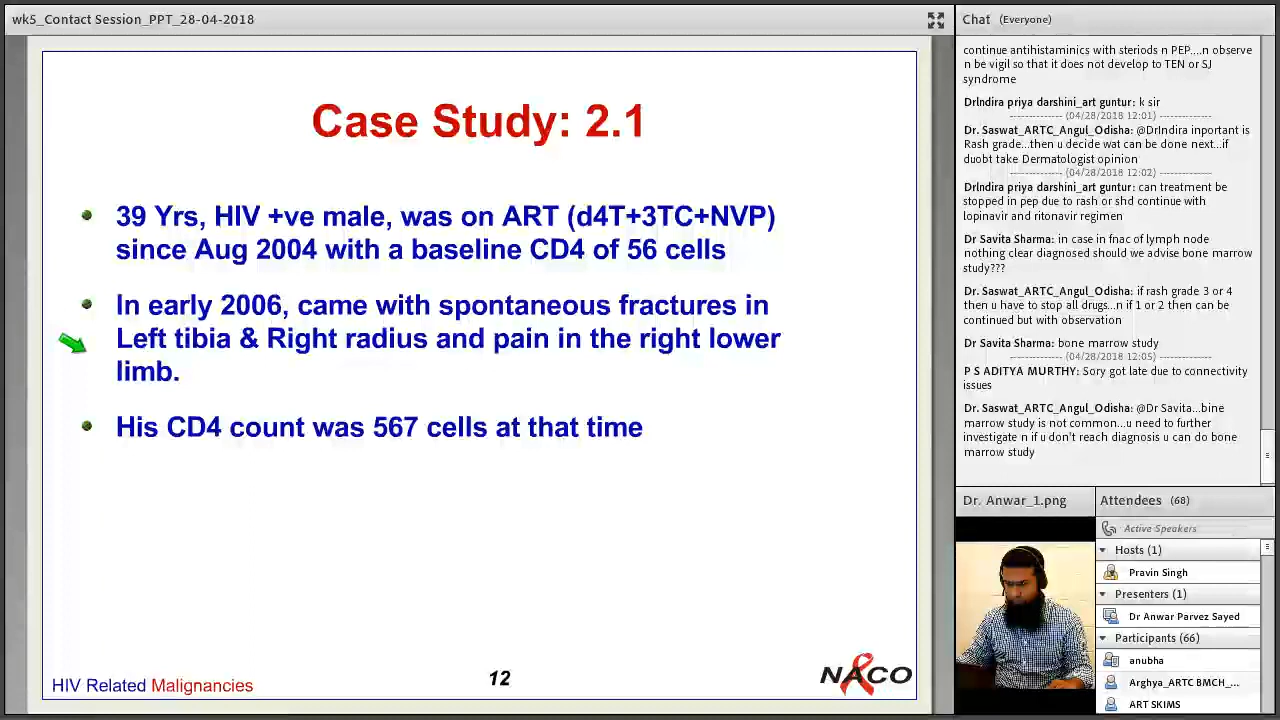 wk5_Contact Session_PPT_28-04-2018
Case Study: 2.1
39 Yrs, HIV +ve male, was on ART (d4T+3TC+NVP)
since Aug 2004 with a baseline CD4 of 56 cells
In early 2006, came with spontaneous fractures in
Left tibia & Right radius and pain in the right lower
limb.
His CD4 count was 567 cells at that time
HIV Related Malignancies
12
NACO
Chat (Everyone)
continue antihistaminics with steriods n PEP....n observe
n be vigil so that it does not develop to TEN or SJ
syndrome
DrIndira priya darshini_art guntur: k sir
-------------- (04/28/2018 12:01) --------------
Dr. Saswat_ARTC_Angul_Odisha: @DrIndira inportant is
Rash grade...then u decide wat can be done next...if
duobt take Dermatologist opinion
-------------- (04/28/2018 12:02) --------------
DrIndira priya darshini_art guntur: can treatment be
stopped in pep due to rash or shd continue with
lopinavir and ritonavir regimen
Dr Savita Sharma: in case in fnac of lymph node
nothing clear diagnosed should we advise bone marrow
study???
Dr. Saswat_ARTC_Angul_Odisha: if rash grade 3 or 4
then u have to stop all drugs...n if 1 or 2 then can be
continued but with observation
Dr Savita Sharma: bone marrow study
-------------- (04/28/2018 12:05) --------------
P S ADITYA MURTHY: Sory got late due to connectivity
issues
Dr. Saswat_ARTC_Angul_Odisha: @Dr Savita...bine
marrow study is not common...u need to further
investigate n if u don't reach diagnosis u can do bone
marrow study
Dr. Anwar_1.png
Attendees (68)
Active Speakers
Hosts (1)
Pravin Singh
Presenters (1)
Dr Anwar Parvez Sayed
Participants (66)
anubha
Arghya_ARTC BMCH_...
ART SKIMS